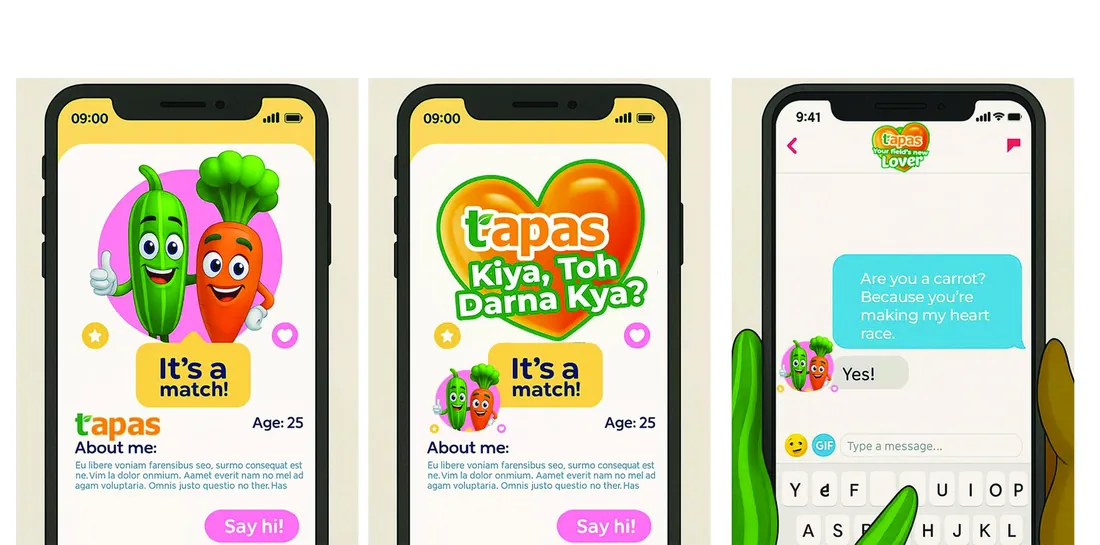 09:00
It's a
match!
tapas
Age: 25
About me:
Eu libere voniam farensibus seo, surmo consequat est
ne. Vim la dolor onmium. Aamet everit nam no mel ad
agam voluptaria. Omnis justo questio no ther. Has
Say hi!
09:00
tapas
Kiya, Toh
Darna Kya?
It's a
match!
Age: 25
About me:
Eu libere voniam farensibus seo, surmo consequat est
ne. Vim la dolor onmium. Aamet everit nam no mel ad
agam voluptaria. Omnis justo questio no ther. Has
Say hi!
9:41
tapas
Your field's new
Lover
Are you a carrot?
Because you're
making my heart
race.
Yes!
GIF Type a message...
Y F U I O P
A S H J K L